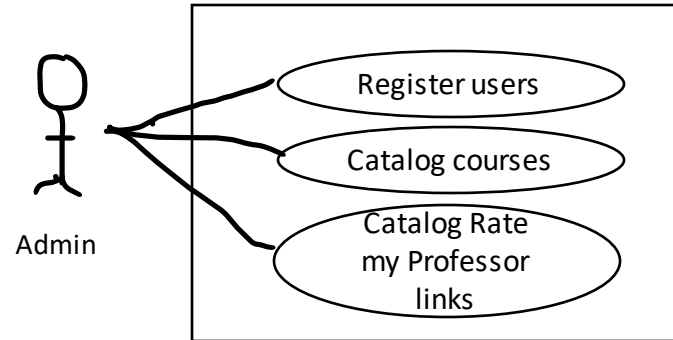 Register users
Catalog courses
Admin
Catalog Rate
my Professor
links